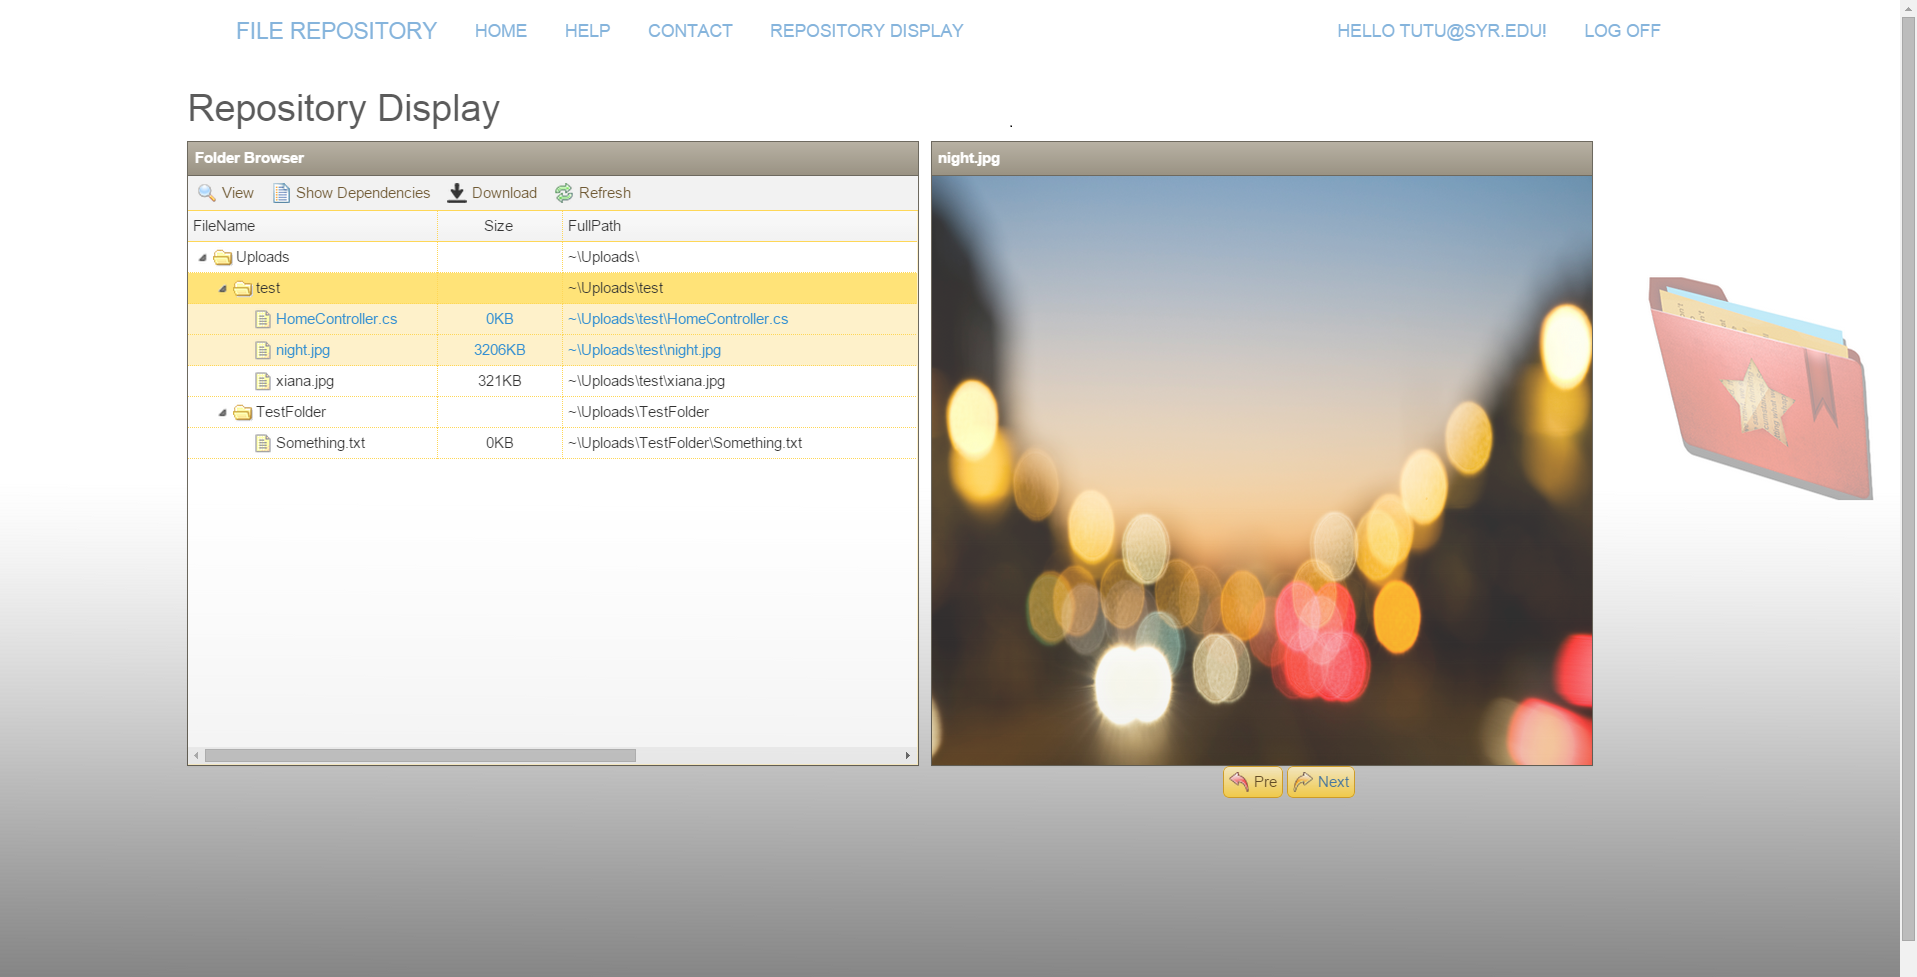 FILE REPOSITORY HOME HELP CONTACT REPOSITORY DISPLAY HELLO TUTU@SYR.EDU! LOG OFF
Repository Display
.
Folder Browser
View Show Dependencies Download Refresh
FileName Size FullPath
Uploads ~\Uploads\
test ~\Uploads\test
HomeController.cs 0KB ~\Uploads\test\HomeController.cs
night.jpg 3206KB ~\Uploads\test\night.jpg
xiana.jpg 321KB ~\Uploads\test\xiana.jpg
TestFolder ~\Uploads\TestFolder
Something.txt 0KB ~\Uploads\TestFolder\Something.txt
night.jpg
Pre Next